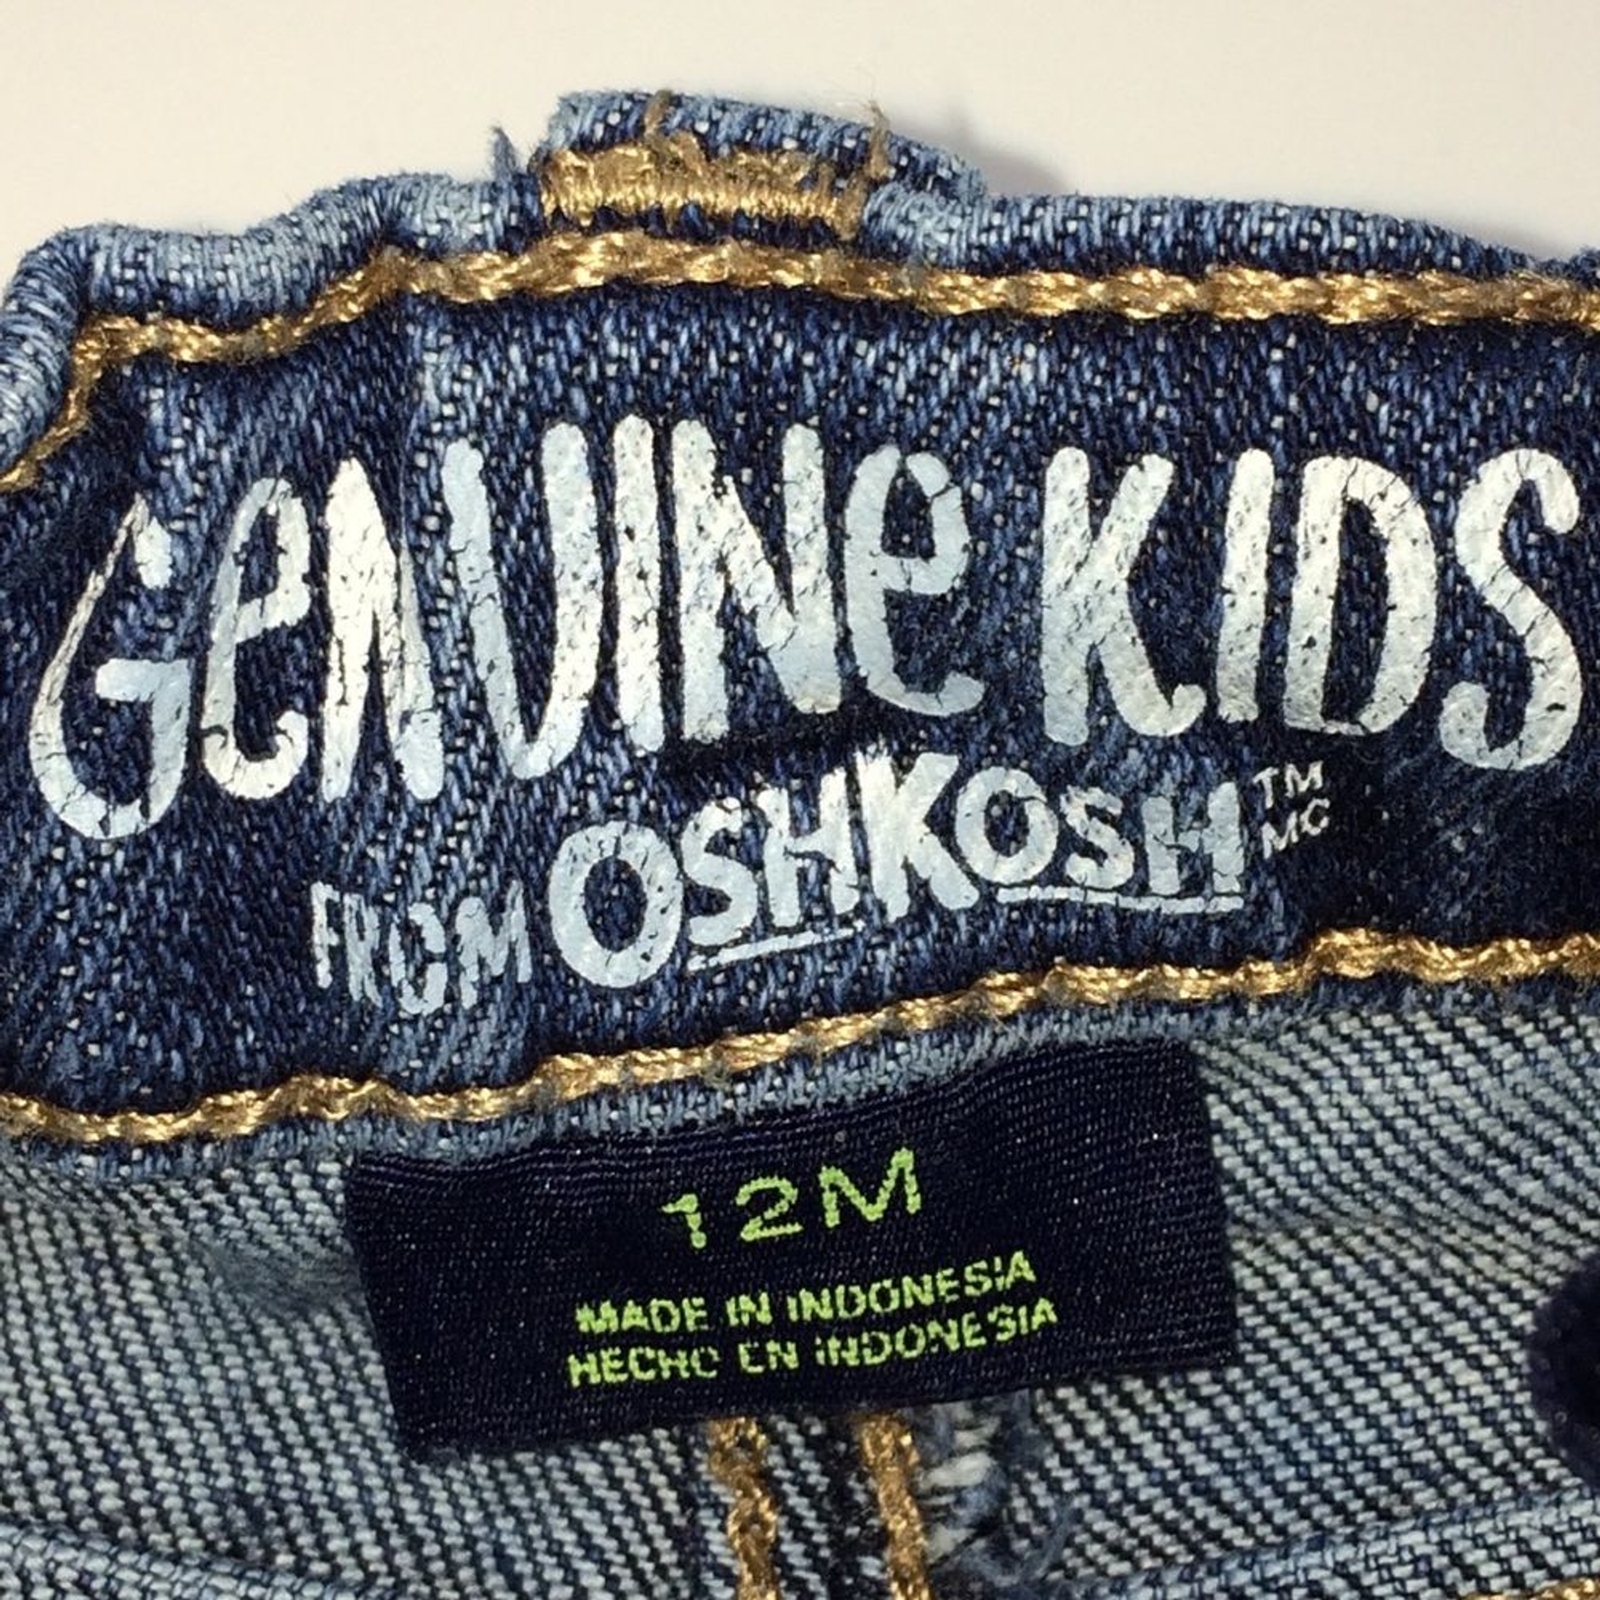 GeNUINe KIDS
FROM OSHKOSH TM MC
12M
MADE IN INDONESIA
HECHO EN INDONESIA